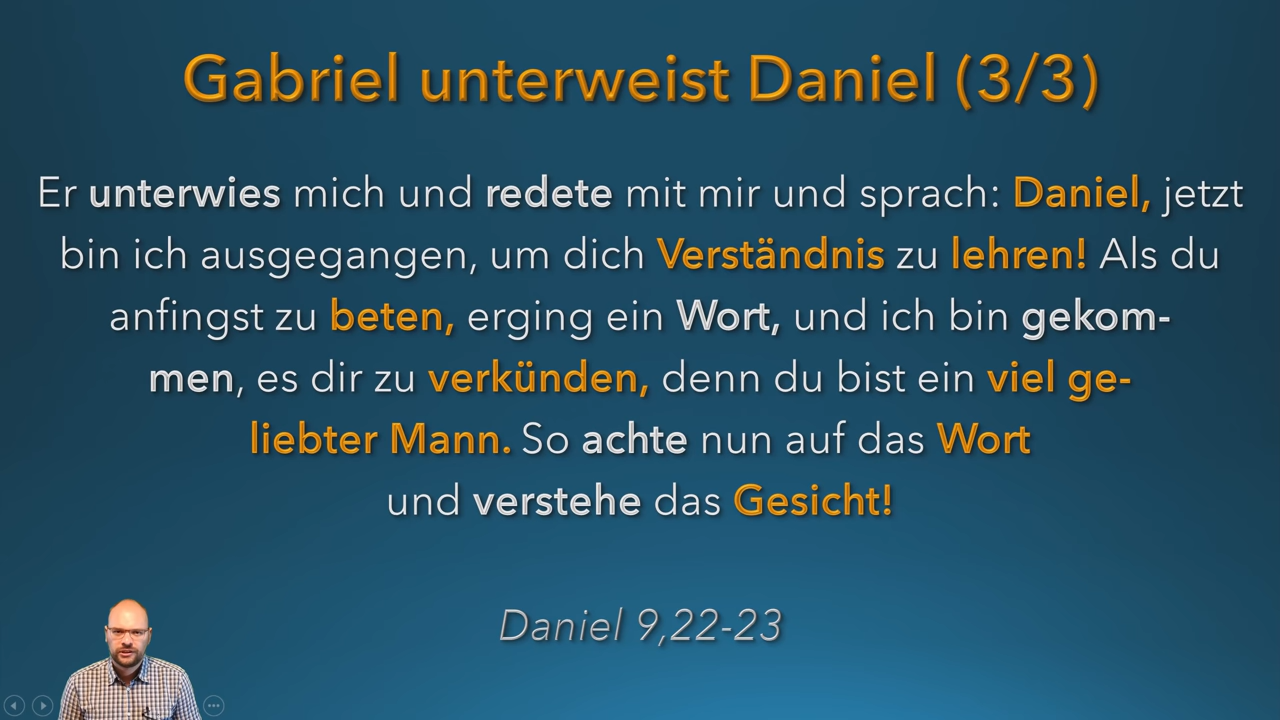 Gabriel unterweist Daniel (3/3)
Er unterwies mich und redete mit mir und sprach: Daniel, jetzt
bin ich ausgegangen, um dich Verständnis zu lehren! Als du
anfingst zu beten, erging ein Wort, und ich bin gekom-
men, es dir zu verkünden, denn du bist ein viel ge-
liebter Mann. So achte nun auf das Wort
und verstehe das Gesicht!
Daniel 9,22-23